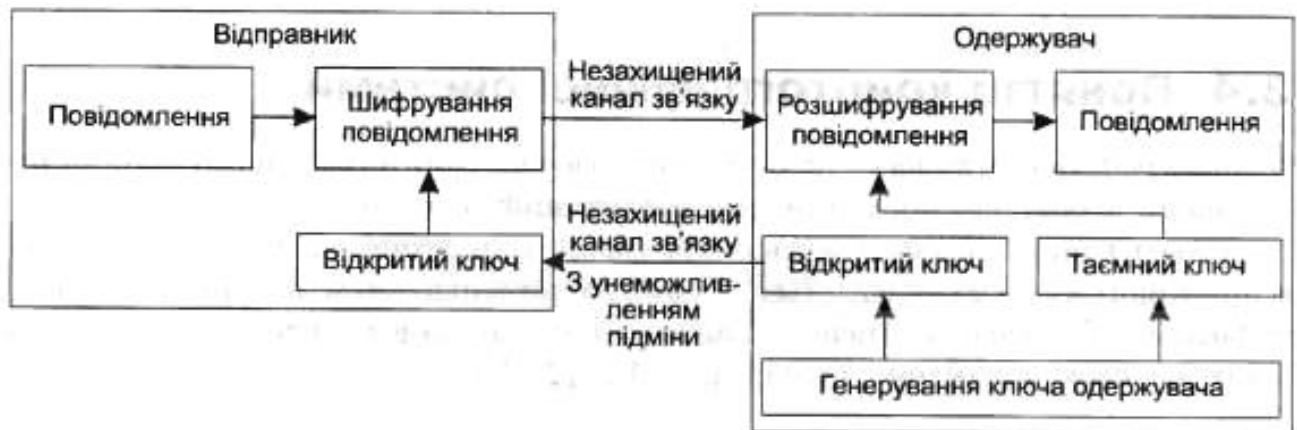 Відправник
Повідомлення
Шифрування
повідомлення
Відкритий ключ
Незахищений
канал зв'язку
Незахищений
канал зв'язку
З унеможлив-
ленням
підміни
Одержувач
Розшифрування
повідомлення
Повідомлення
Відкритий ключ
Таємний ключ
Генерування ключа одержувача